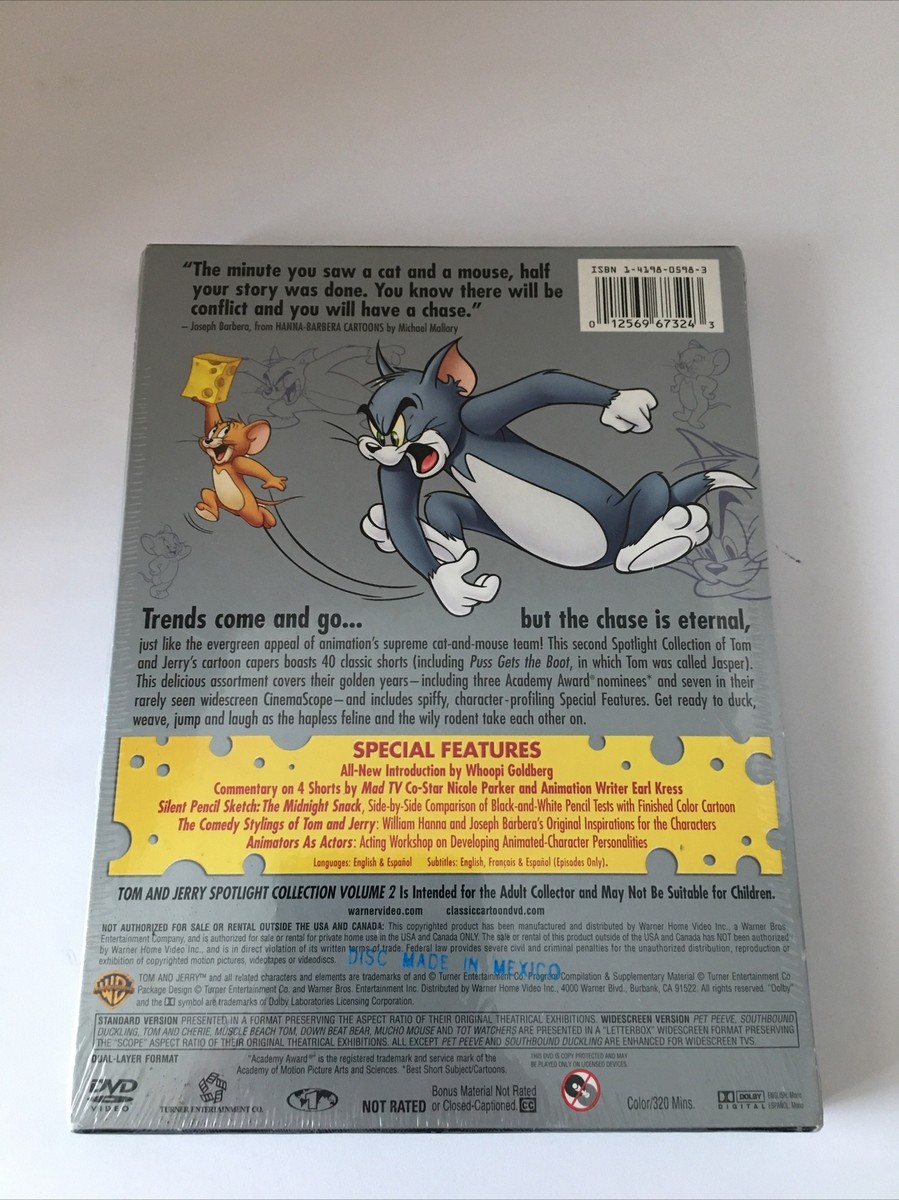 “The minute you saw a cat and a mouse, half
your story was done. You know there will be
conflict and you will have a chase.”
– Joseph Barbera, from HANNA-BARBERA CARTOONS by Michael Mallory
ISBN 1-4198-0598-3
0 12569 67324 3
Trends come and go... but the chase is eternal,
just like the evergreen appeal of animation’s supreme cat-and-mouse team! This second Spotlight Collection of Tom
and Jerry’s cartoon capers boasts 40 classic shorts (including Puss Gets the Boot, in which Tom was called Jasper).
This delicious assortment covers their golden years–including three Academy Award® nominees* and seven in their
rarely seen widescreen CinemaScope–and includes spiffy, character-profiling Special Features. Get ready to duck,
weave, jump and laugh as the hapless feline and the wily rodent take each other on.
SPECIAL FEATURES
All-New Introduction by Whoopi Goldberg
Commentary on 4 Shorts by Mad TV Co-Star Nicole Parker and Animation Writer Earl Kress
Silent Pencil Sketch: The Midnight Snack, Side-by-Side Comparison of Black-and-White Pencil Tests with Finished Color Cartoon
The Comedy Stylings of Tom and Jerry: William Hanna and Joseph Barbera’s Original Inspirations for the Characters
Animators As Actors: Acting Workshop on Developing Animated-Character Personalities
Languages: English & Español Subtitles: English, Français & Español (Episodes Only).
TOM AND JERRY SPOTLIGHT COLLECTION VOLUME 2 Is Intended for the Adult Collector and May Not Be Suitable for Children.
warnervideo.com classiccartoondvd.com
NOT AUTHORIZED FOR SALE OR RENTAL OUTSIDE THE USA AND CANADA: This copyrighted product has been manufactured and distributed by Warner Home Video Inc., a Warner Bros.
Entertainment Company, and is authorized for sale or rental for private home use in the USA and Canada ONLY. The sale or rental of this product outside of the USA and Canada has NOT been authorized
by Warner Home Video Inc., and is in direct violation of its written terms of trade. Federal law provides severe civil and criminal penalties for the unauthorized distribution, reproduction or
exhibition of copyrighted motion pictures, videotapes or videodiscs.
DISC MADE IN MEXICO
TOM AND JERRY™ and all related characters and elements are trademarks of and © Turner Entertainment Co. Program Compilation & Supplementary Material © Turner Entertainment Co.
Package Design © Turner Entertainment Co. and Warner Bros. Entertainment Inc. Distributed by Warner Home Video Inc., 4000 Warner Blvd., Burbank, CA 91522. All rights reserved. “Dolby”
and the symbol are trademarks of Dolby Laboratories Licensing Corporation.
STANDARD VERSION PRESENTED IN A FORMAT PRESERVING THE ASPECT RATIO OF THEIR ORIGINAL THEATRICAL EXHIBITIONS. WIDESCREEN VERSION PET PEEVE, SOUTHBOUND
DUCKLING, TOM AND CHERIE, MUSCLE BEACH TOM, DOWN BEAT BEAR, MUCHO MOUSE AND TOT WATCHERS ARE PRESENTED IN A “LETTERBOX” WIDESCREEN FORMAT PRESERVING
THE “SCOPE” ASPECT RATIO OF THEIR ORIGINAL THEATRICAL EXHIBITIONS. ALL EXCEPT PET PEEVE AND SOUTHBOUND DUCKLING ARE ENHANCED FOR WIDESCREEN TVS.
DUAL-LAYER FORMAT
“Academy Award®” is the registered trademark and service mark of the
Academy of Motion Picture Arts and Sciences. *Best Short Subject/Cartoons.
THIS DVD IS COPY PROTECTED AND MAY
BE PLAYED ONLY ON LICENSED DEVICES.
DVD
VIDEO
TURNER ENTERTAINMENT CO.
NOT RATED
Bonus Material Not Rated
or Closed-Captioned. CC
Color/320 Mins.
DOLBY
DIGITAL
ENGLISH: Mono
ESPAÑOL: Mono